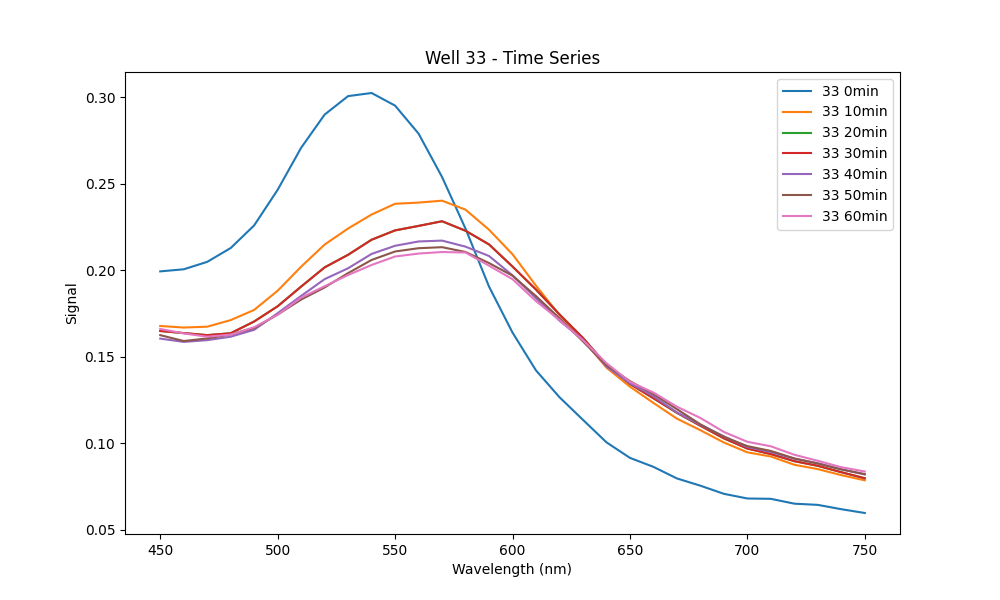 Well 33 - Time Series
33 0min
33 10min
33 20min
33 30min
33 40min
33 50min
33 60min
Signal
0.30
0.25
0.20
0.15
0.10
0.05
450 500 550 600 650 700 750
Wavelength (nm)